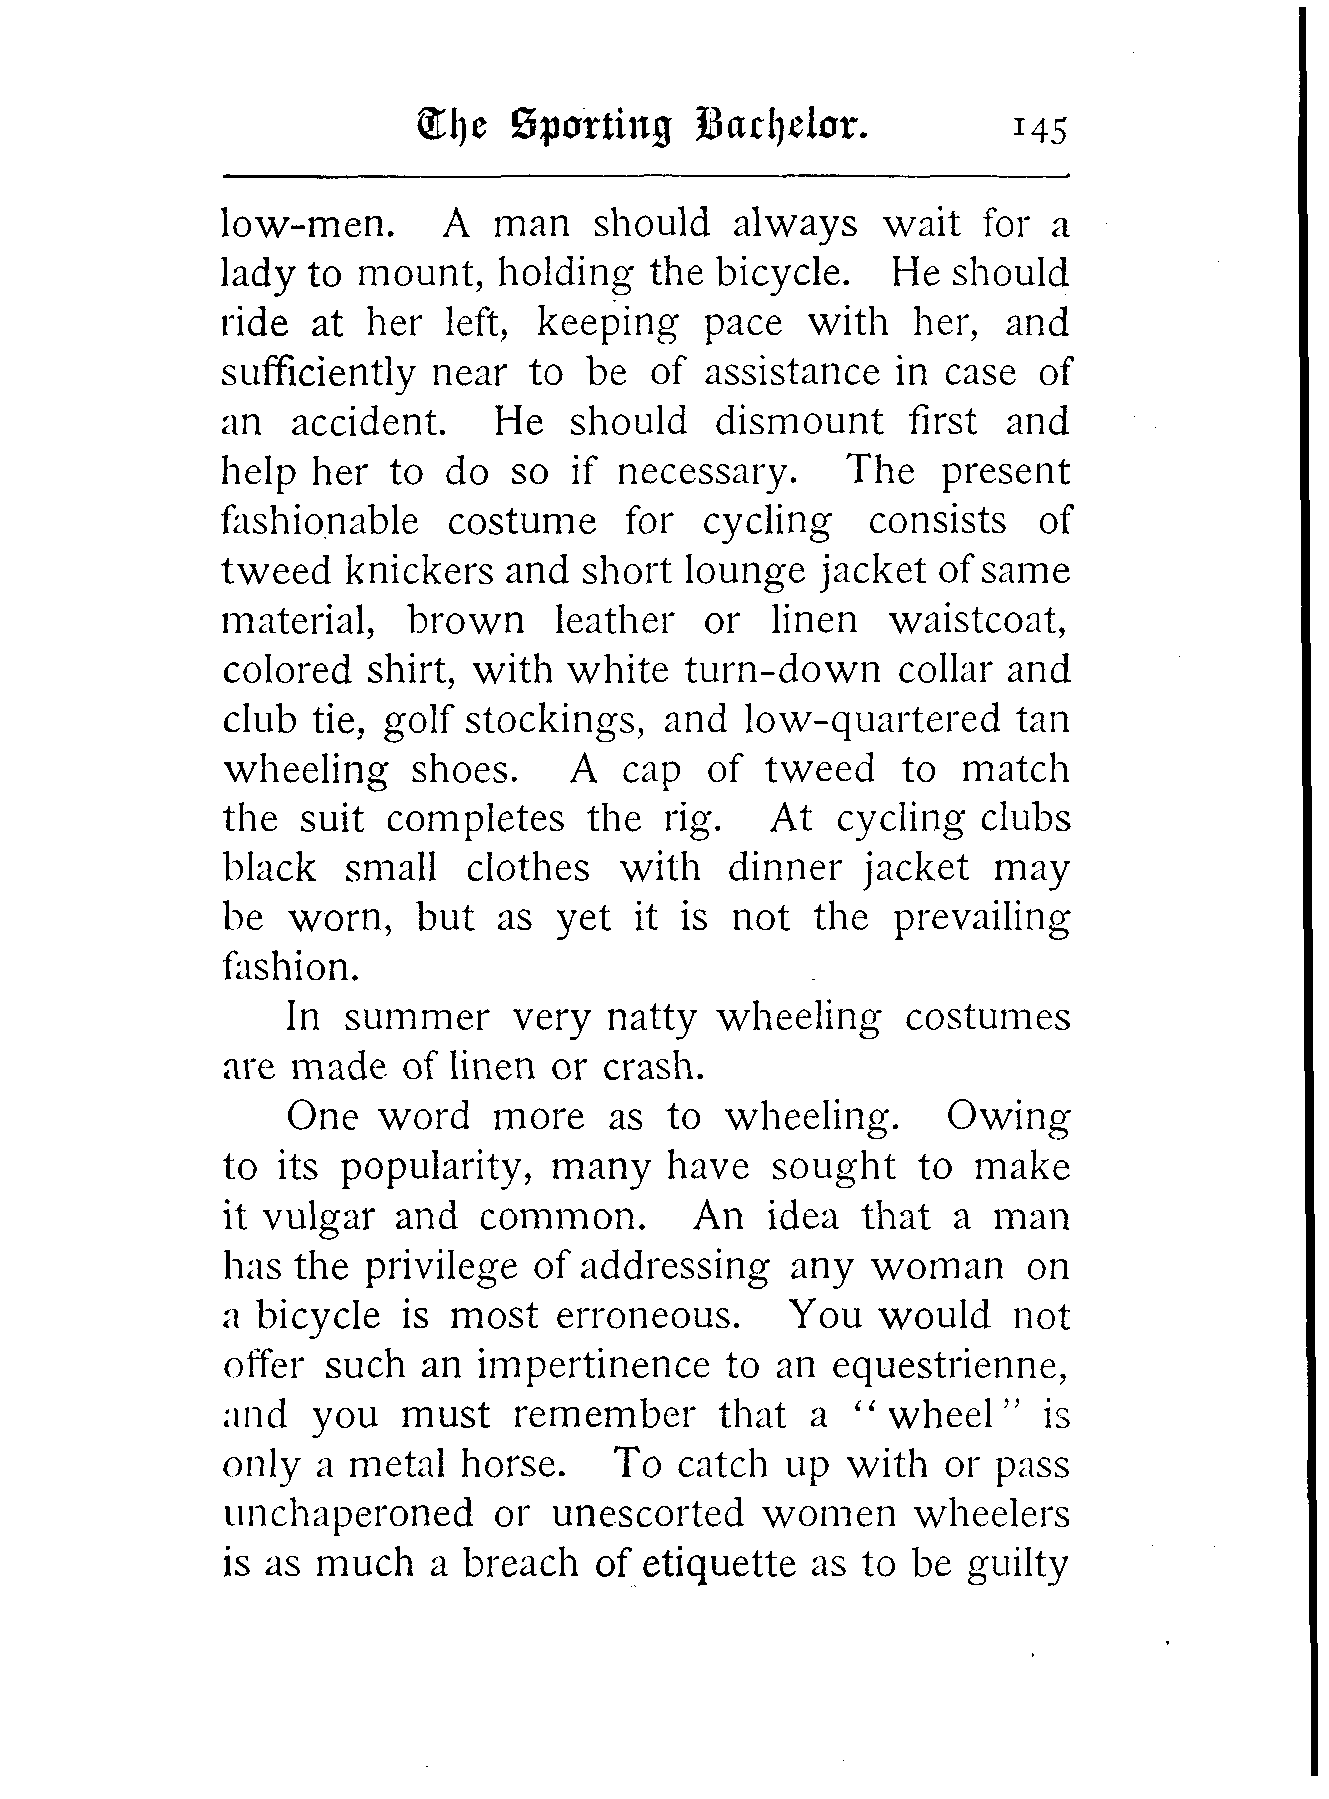 The Sporting Bachelor. 145
low-men. A man should always wait for a
lady to mount, holding the bicycle. He should
ride at her left, keeping pace with her, and
sufficiently near to be of assistance in case of
an accident. He should dismount first and
help her to do so if necessary. The present
fashionable costume for cycling consists of
tweed knickers and short lounge jacket of same
material, brown leather or linen waistcoat,
colored shirt, with white turn-down collar and
club tie, golf stockings, and low-quartered tan
wheeling shoes. A cap of tweed to match
the suit completes the rig. At cycling clubs
black small clothes with dinner jacket may
be worn, but as yet it is not the prevailing
fashion.
In summer very natty wheeling costumes
are made of linen or crash.
One word more as to wheeling. Owing
to its popularity, many have sought to make
it vulgar and common. An idea that a man
has the privilege of addressing any woman on
a bicycle is most erroneous. You would not
offer such an impertinence to an equestrienne,
and you must remember that a "wheel" is
only a metal horse. To catch up with or pass
unchaperoned or unescorted women wheelers
is as much a breach of etiquette as to be guilty